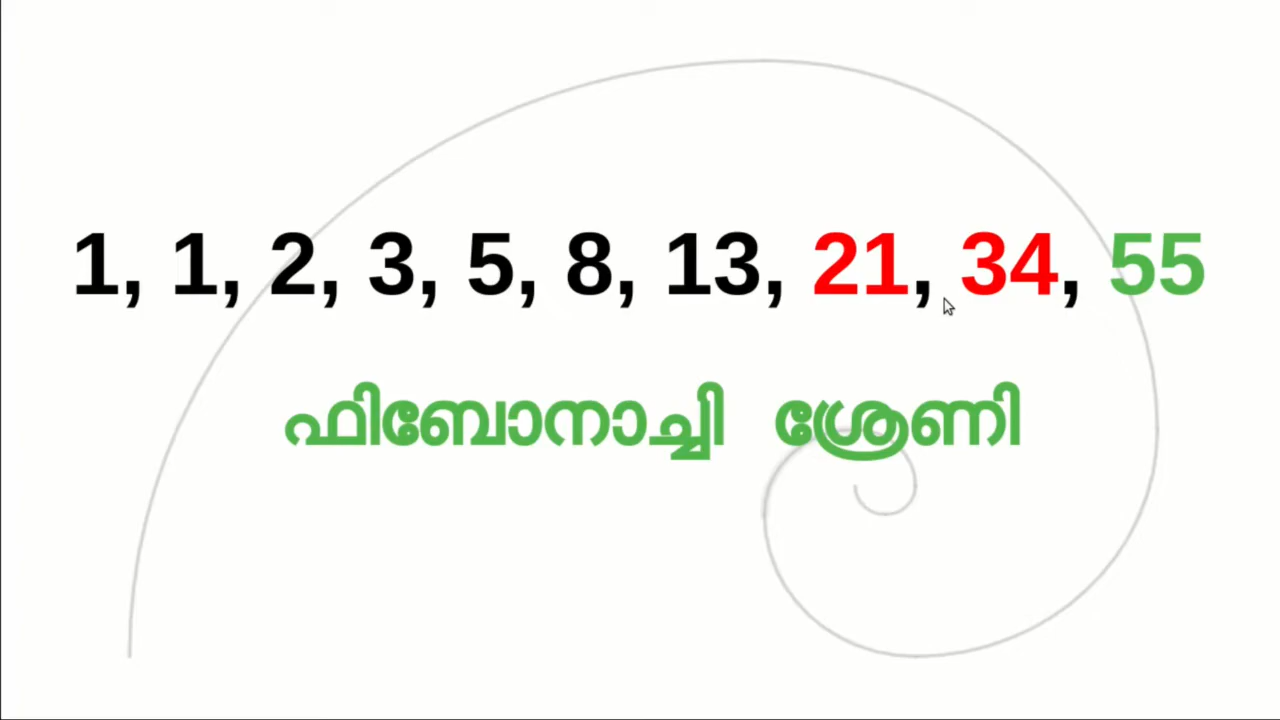 1, 1, 2, 3, 5, 8, 13, 21, 34, 55
ഫിബോനാച്ചി ശ്രേണി